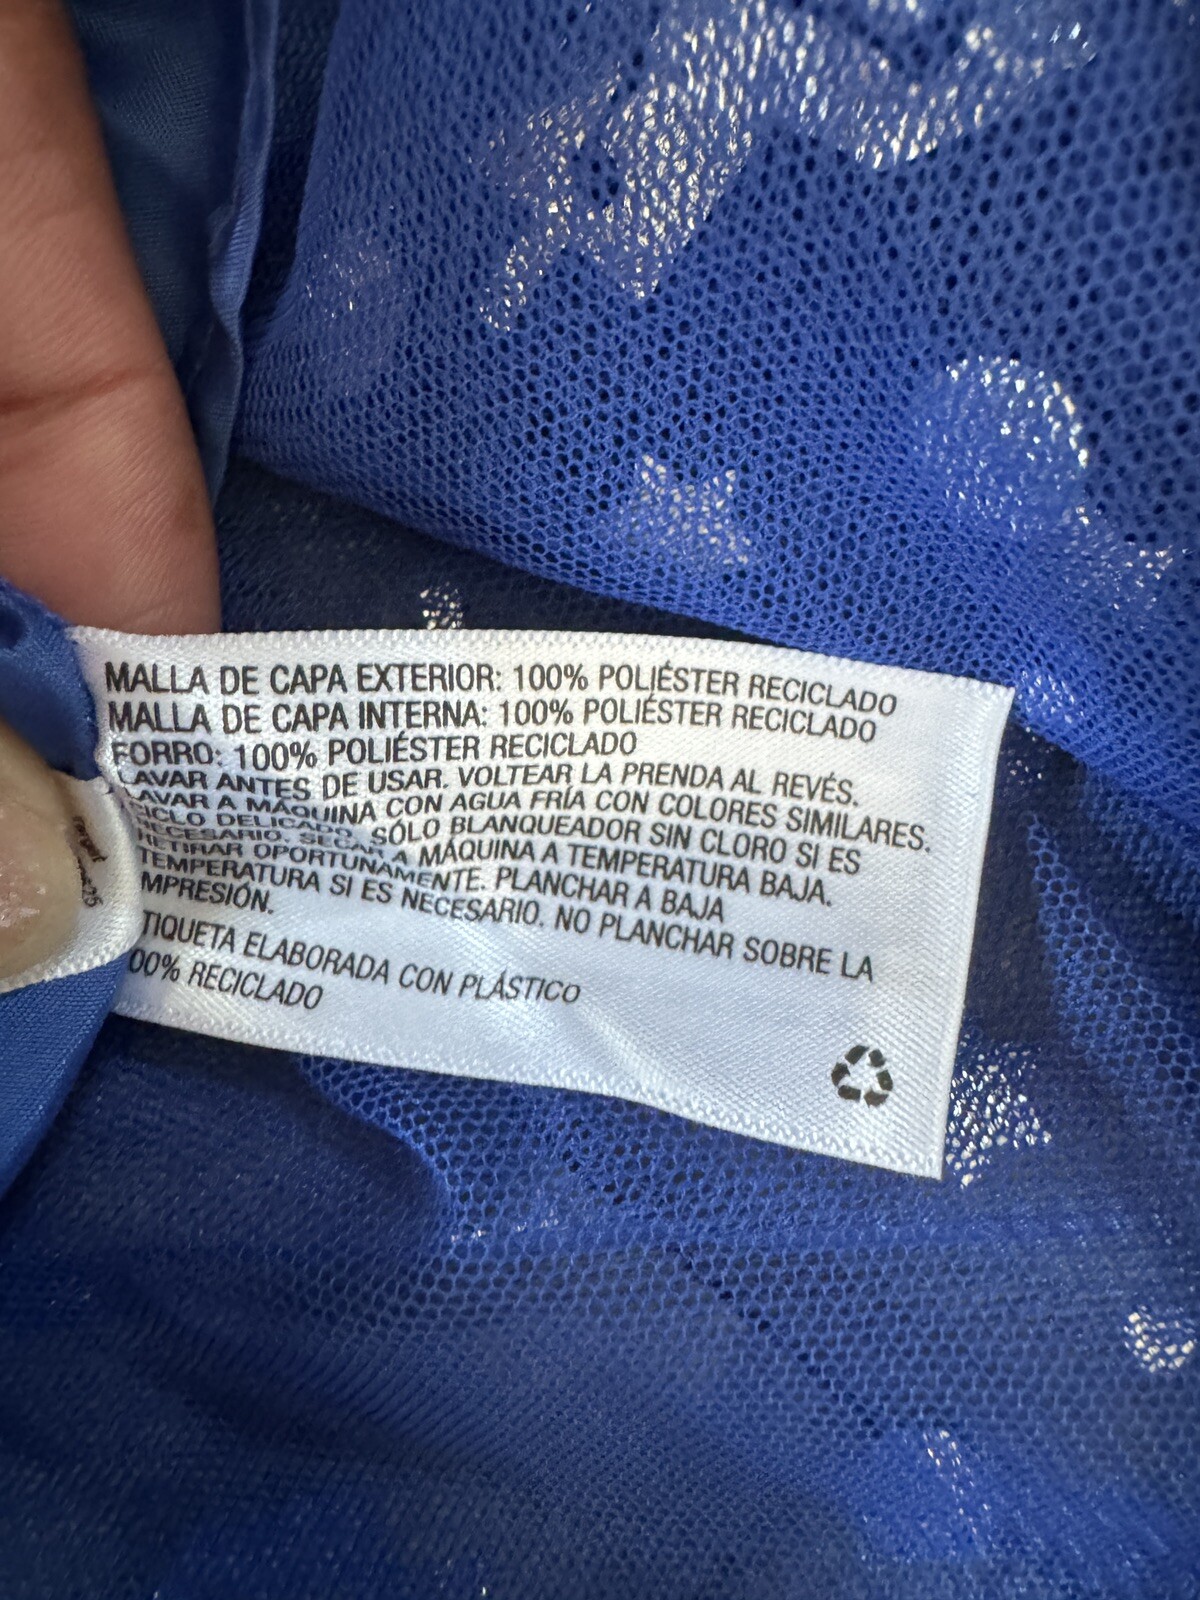 MALLA DE CAPA EXTERIOR: 100% POLIÉSTER RECICLADO
MALLA DE CAPA INTERNA: 100% POLIÉSTER RECICLADO
FORRO: 100% POLIÉSTER RECICLADO
LAVAR ANTES DE USAR. VOLTEAR LA PRENDA AL REVÉS.
LAVAR A MÁQUINA CON AGUA FRÍA CON COLORES SIMILARES.
CICLO DELICADO. SÓLO BLANQUEADOR SIN CLORO SI ES
NECESARIO. SECAR A MÁQUINA A TEMPERATURA BAJA.
RETIRAR OPORTUNAMENTE. PLANCHAR A BAJA
TEMPERATURA SI ES NECESARIO. NO PLANCHAR SOBRE LA
MPRESIÓN.
TIQUETA ELABORADA CON PLÁSTICO
00% RECICLADO